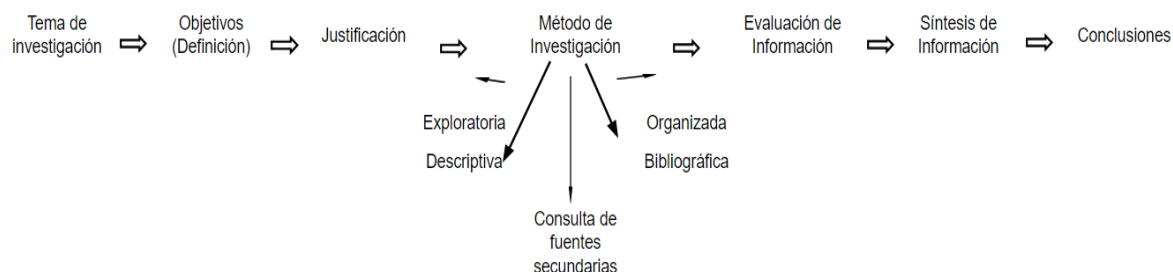 Tema de
investigación
Objetivos
(Definición)
Justificación
Método de
Investigación
Evaluación de
Información
Síntesis de
Información
Conclusiones
Exploratoria
Descriptiva
Organizada
Bibliográfica
Consulta de
fuentes
secundarias